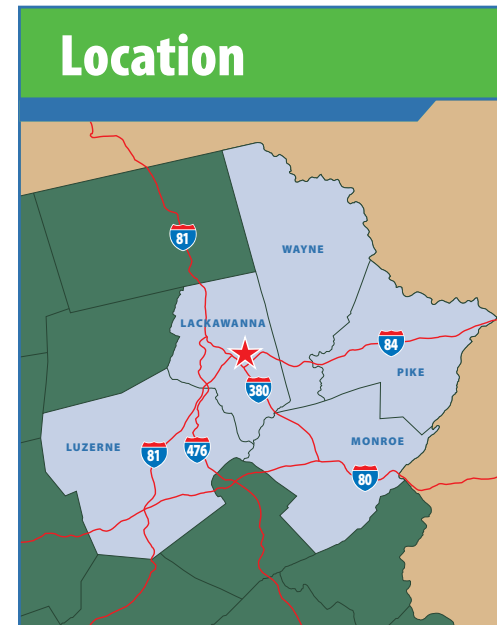 Location
81
WAYNE
LACKAWANNA
84
PIKE
380
LUZERNE
81
476
MONROE
80